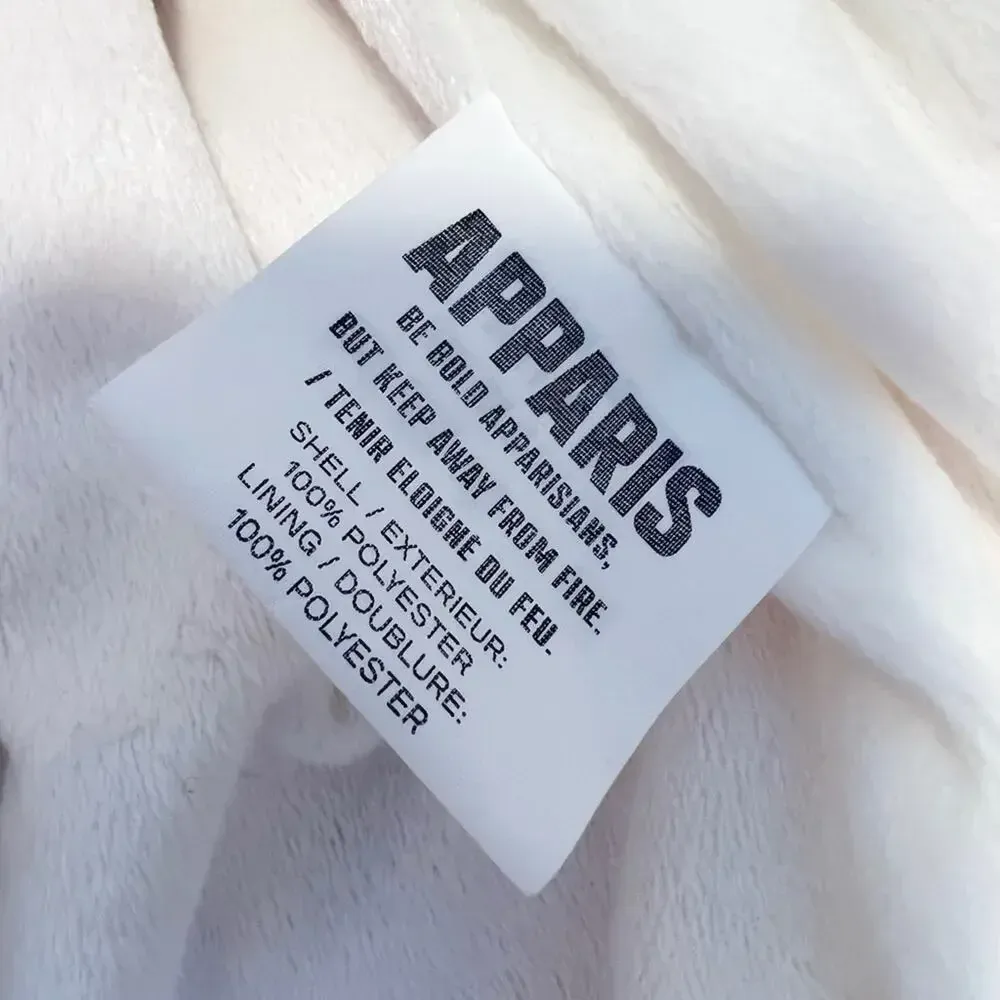 APPARIS
BE BOLD APPARISIANS,
BUT KEEP AWAY FROM FIRE.
/ TENIR ELOIGNÉ DU FEU.
SHELL / EXTERIEUR:
100% POLYESTER
LINING / DOUBLURE:
100% POLYESTER